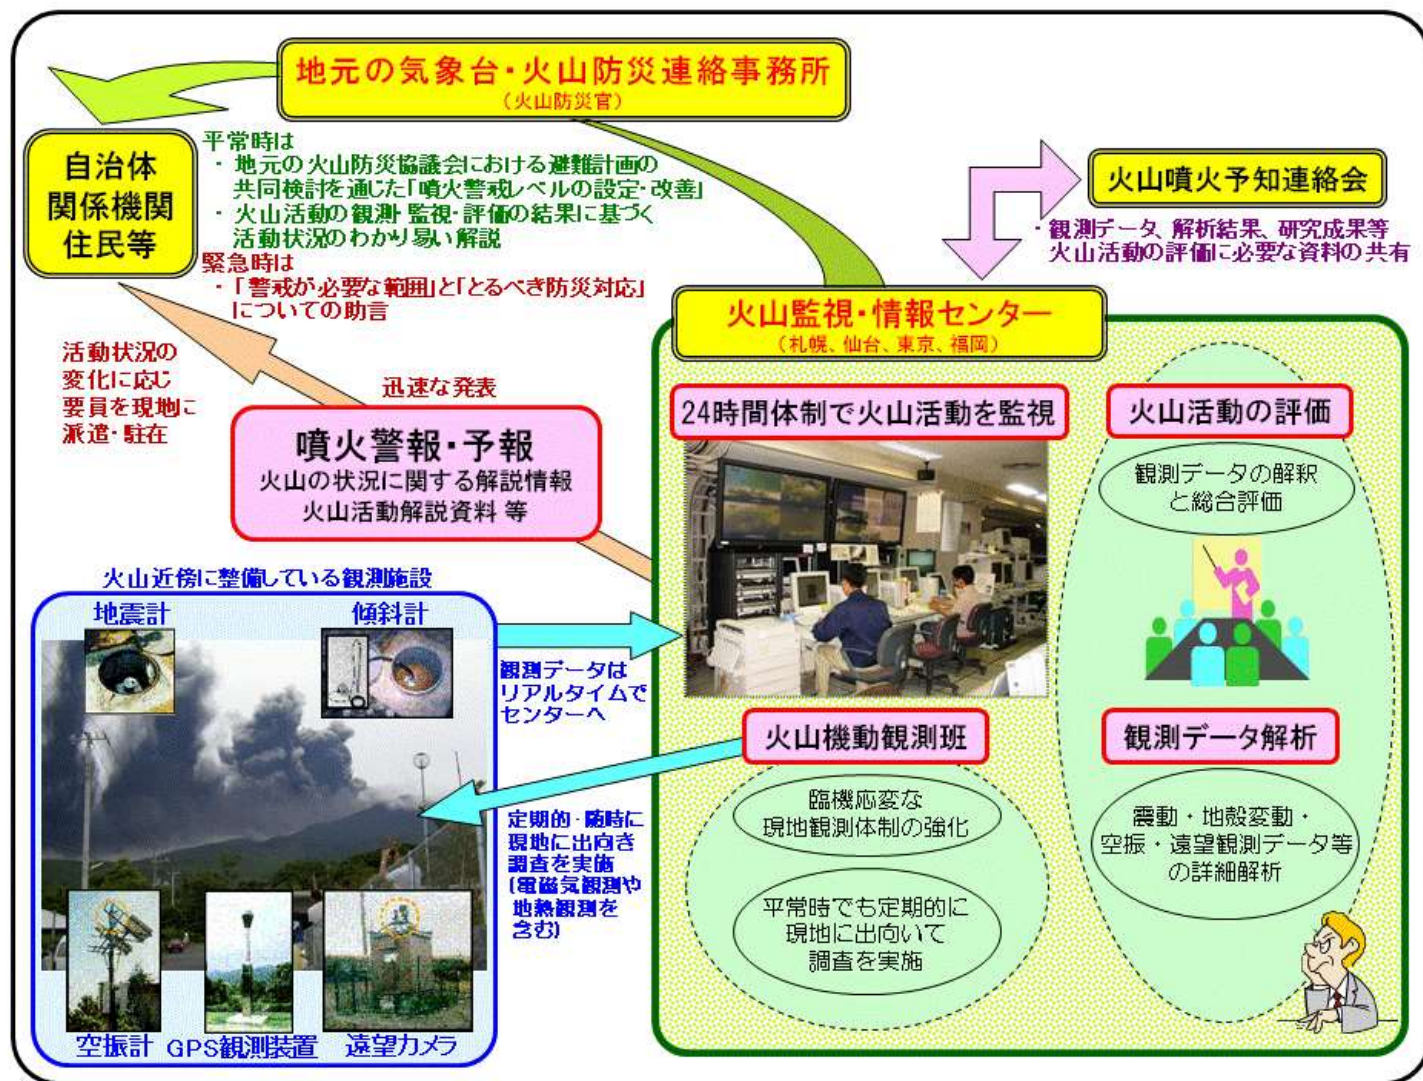 地元の気象台・火山防災連絡事務所
(火山防災官)
自治体
関係機関
住民等
平常時は
・ 地元の火山防災協議会における避難計画の
共同検討を通じた「噴火警戒レベルの設定・改善」
・ 火山活動の観測・監視・評価の結果に基づく
活動状況のわかり易い解説
緊急時は
・ 「警戒が必要な範囲」と「とるべき防災対応」
についての助言
火山噴火予知連絡会
・観測データ、解析結果、研究成果等
火山活動の評価に必要な資料の共有
活動状況の
変化に応じ
要員を現地に
派遣・駐在
迅速な発表
噴火警報・予報
火山の状況に関する解説情報
火山活動解説資料 等
火山監視・情報センター
(札幌、仙台、東京、福岡)
24時間体制で火山活動を監視
火山活動の評価
観測データの解釈
と総合評価
火山近傍に整備している観測施設
地震計
傾斜計
観測データは
リアルタイムで
センターへ
火山機動観測班
臨機応変な
現地観測体制の強化
平常時でも定期的に
現地に出向いて
調査を実施
観測データ解析
震動・地殻変動・
空振・遠望観測データ等
の詳細解析
定期的・随時に
現地に出向き
調査を実施
(電磁気観測や
地熱観測を
含む)
空振計
GPS観測装置
遠望カメラ